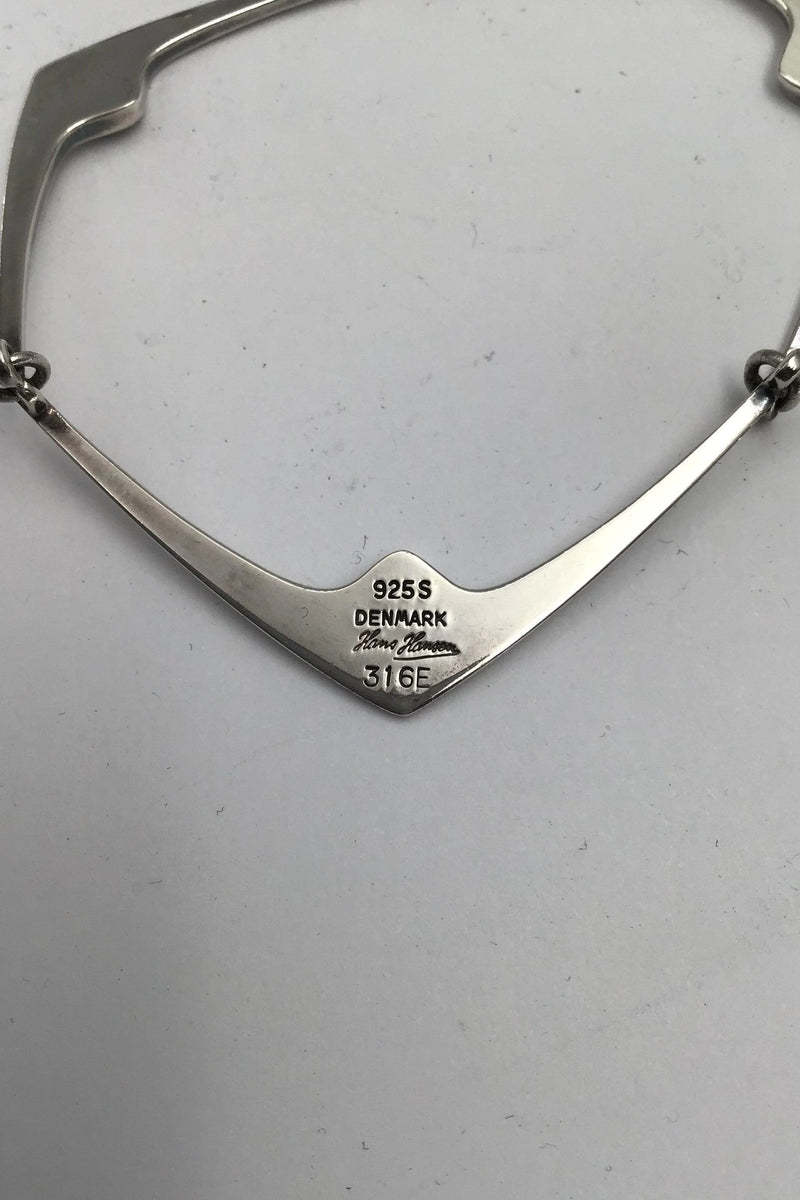 925S
DENMARK
Hans Hansen
316E